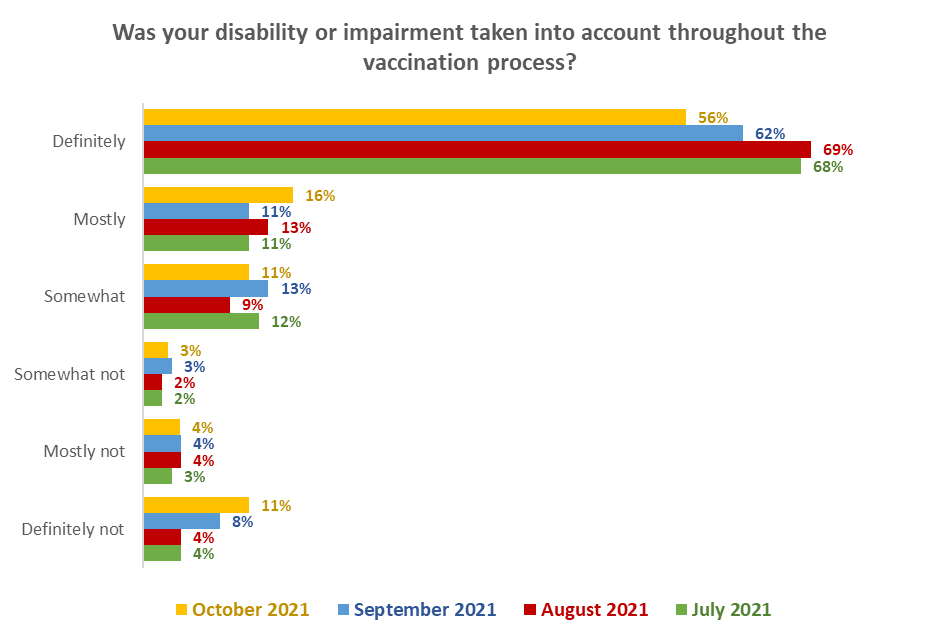 Was your disability or impairment taken into account throughout the
vaccination process?
Definitely
56%
62%
69%
68%
Mostly
16%
11%
13%
11%
Somewhat
11%
13%
9%
12%
Somewhat not
3%
3%
2%
2%
Mostly not
4%
4%
4%
3%
Definitely not
11%
8%
4%
4%
October 2021 September 2021 August 2021 July 2021